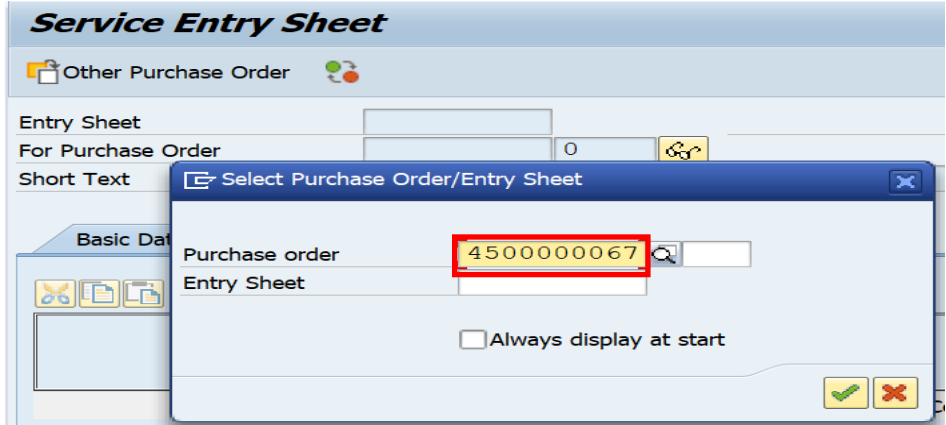 Service Entry Sheet
Other Purchase Order
Entry Sheet
For Purchase Order 0
Short Text
Select Purchase Order/Entry Sheet
Basic Dat
Purchase order 4500000067
Entry Sheet
Always display at start